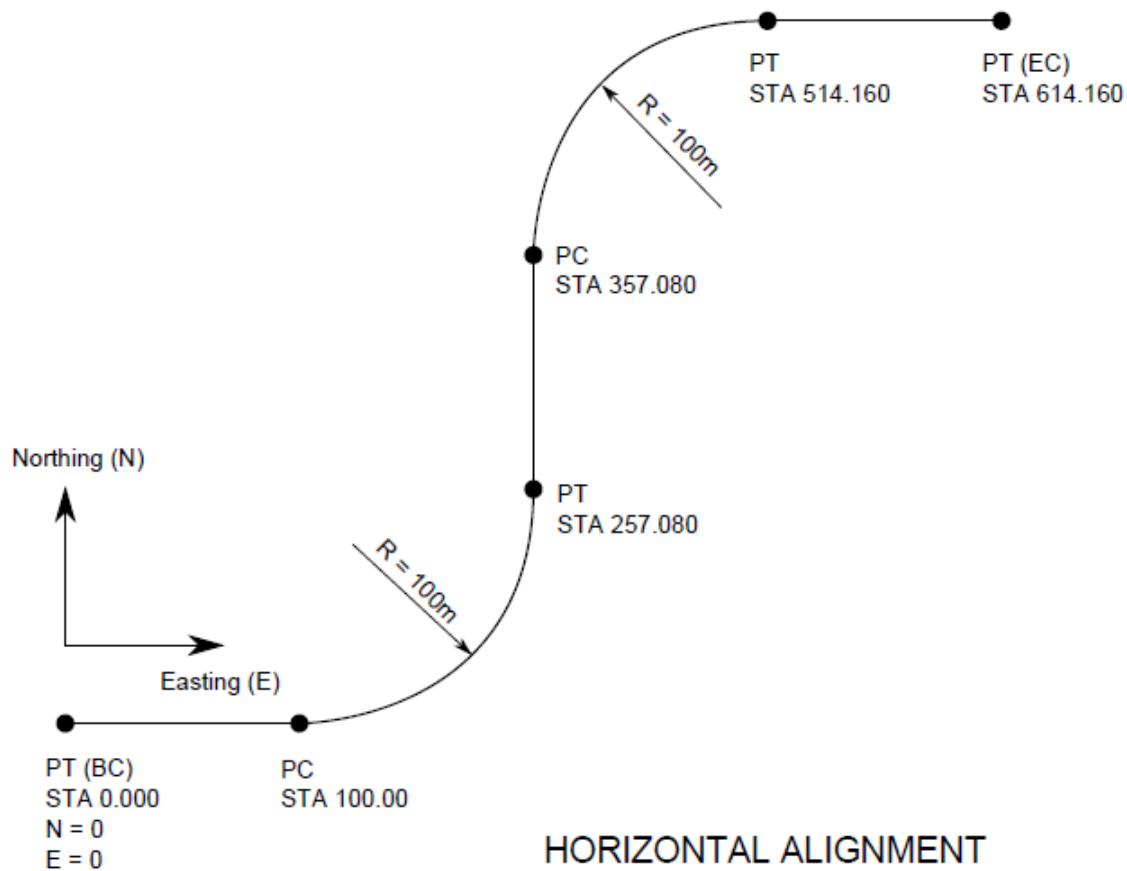 PT
STA 514.160
PT (EC)
STA 614.160
R = 100m
PC
STA 357.080
Northing (N)
PT
STA 257.080
R = 100m
Easting (E)
PT (BC)
STA 0.000
N = 0
E = 0
PC
STA 100.00
HORIZONTAL ALIGNMENT